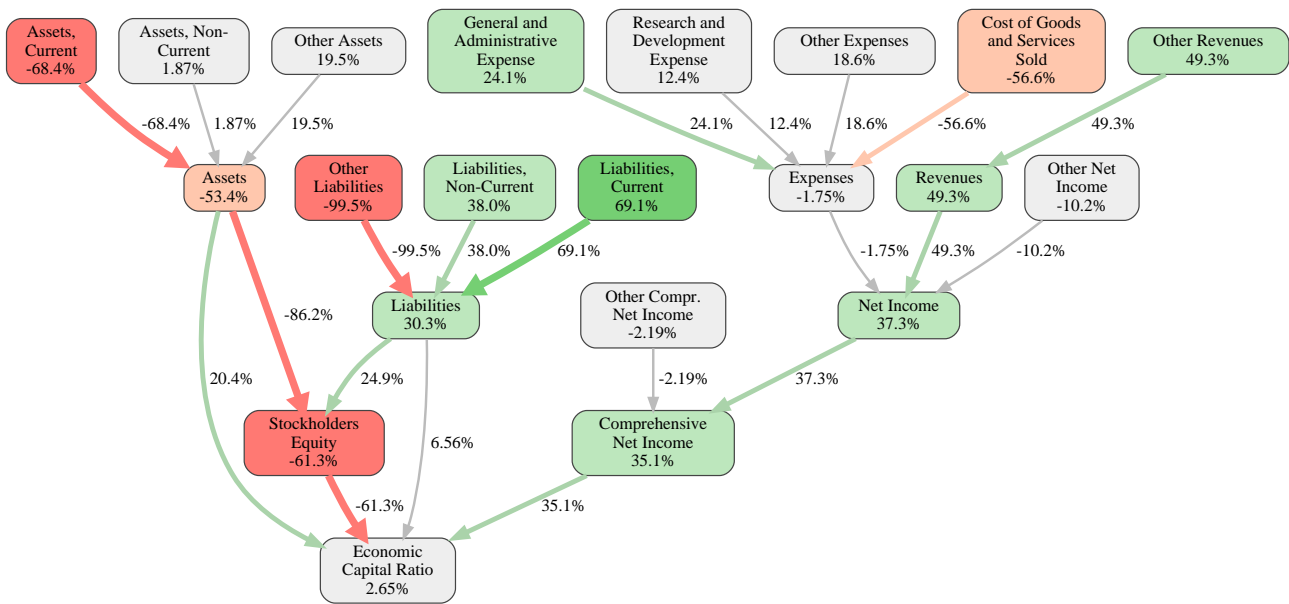 Assets,
Current
-68.4%
Assets, Non-
Current
1.87%
Other Assets
19.5%
General and
Administrative
Expense
24.1%
Research and
Development
Expense
12.4%
Other Expenses
18.6%
Cost of Goods
and Services
Sold
-56.6%
Other Revenues
49.3%
-68.4%
1.87%
19.5%
24.1%
12.4%
18.6%
-56.6%
49.3%
Assets
-53.4%
Other
Liabilities
-99.5%
Liabilities,
Non-Current
38.0%
Liabilities,
Current
69.1%
Expenses
-1.75%
Revenues
49.3%
Other Net
Income
-10.2%
-99.5%
38.0%
69.1%
-1.75%
49.3%
-10.2%
-86.2%
Liabilities
30.3%
Other Compr.
Net Income
-2.19%
Net Income
37.3%
20.4%
24.9%
-2.19%
37.3%
Stockholders
Equity
-61.3%
6.56%
Comprehensive
Net Income
35.1%
-61.3%
35.1%
Economic
Capital Ratio
2.65%